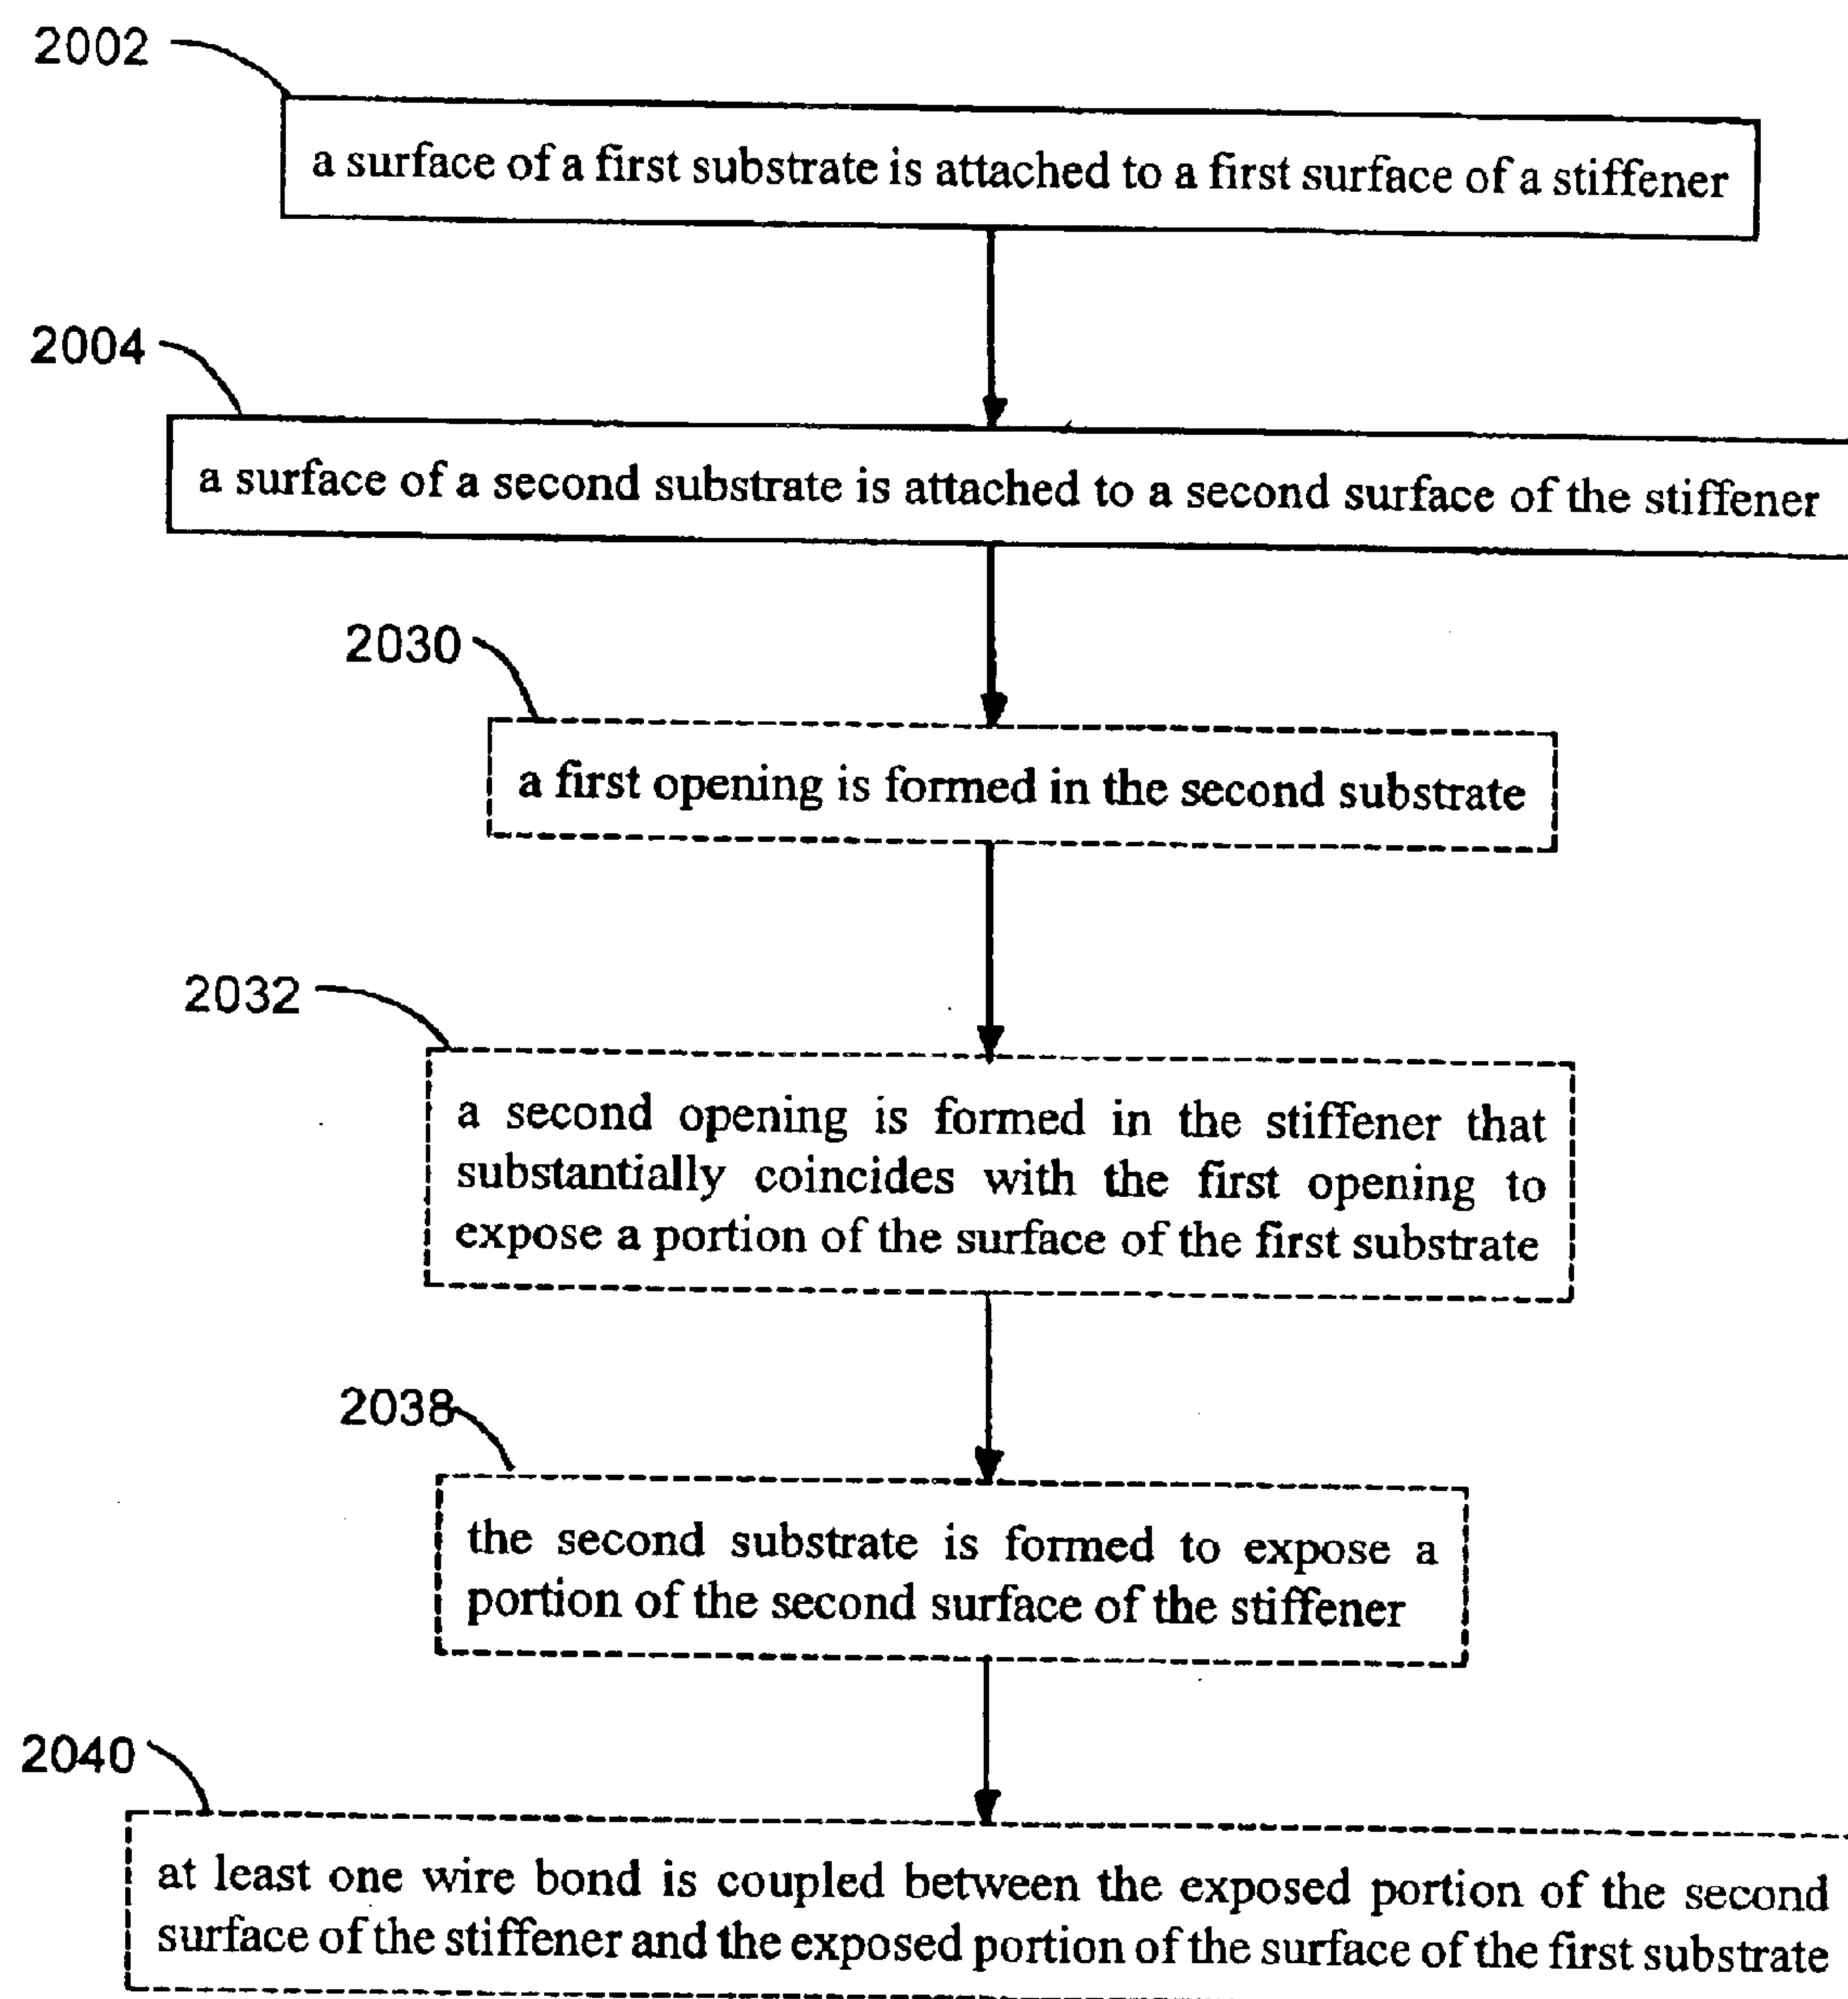 2002
a surface of a first substrate is attached to a first surface of a stiffener
2004
a surface of a second substrate is attached to a second surface of the stiffener
2030
a first opening is formed in the second substrate
2032
a second opening is formed in the stiffener that
substantially coincides with the first opening to
expose a portion of the surface of the first substrate
2038
the second substrate is formed to expose a
portion of the second surface of the stiffener
2040
at least one wire bond is coupled between the exposed portion of the second
surface of the stiffener and the exposed portion of the surface of the first substrate